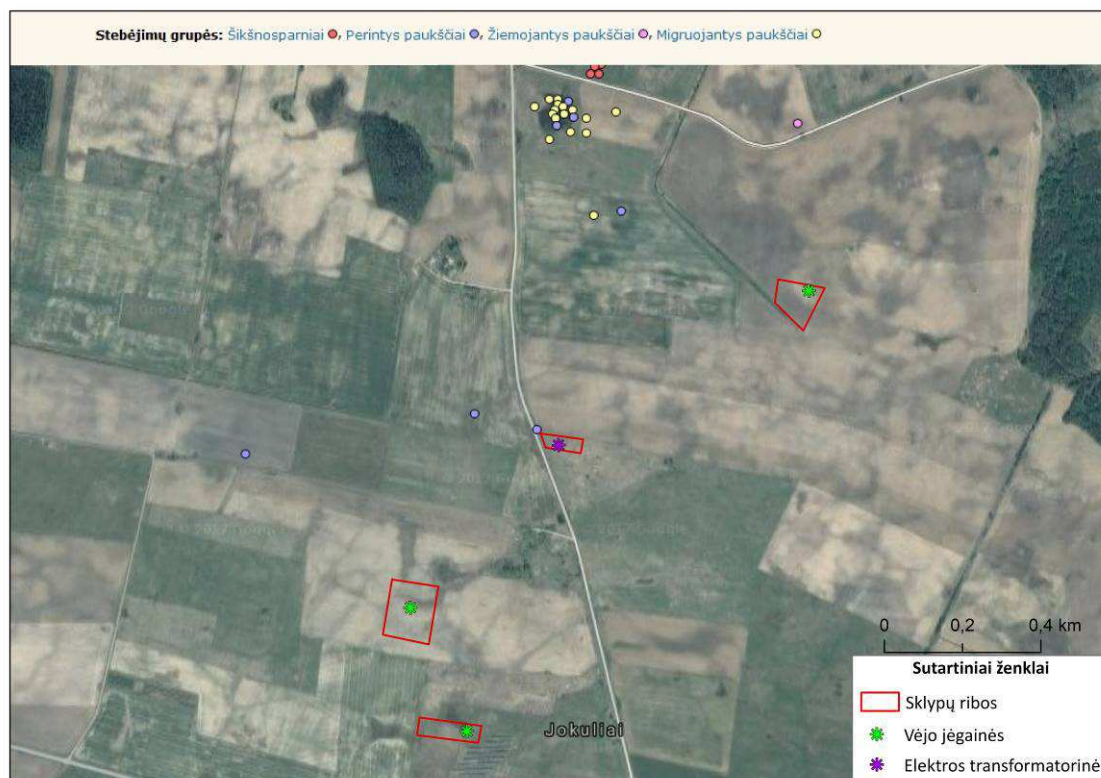 Stebėjimų grupės: Šikšnosparniai, Perintys paukščiai, Žiemojantys paukščiai, Migruojantys paukščiai
Jokuliai
0 0,2 0,4 km
Sutartiniai ženklai
Sklypų ribos
Vėjo jėgainės
Elektros transformatorinė